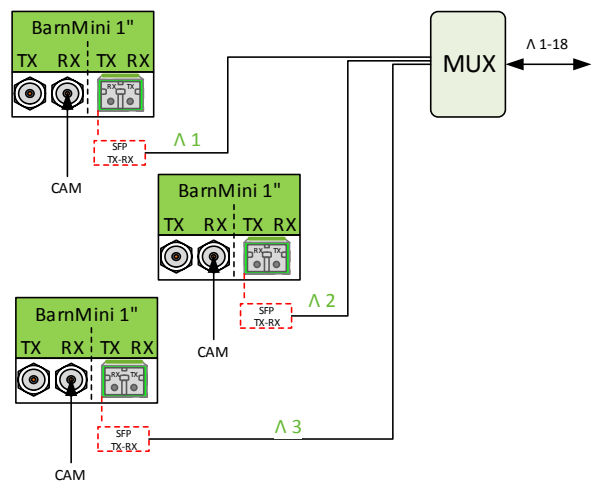 BarnMini 1"
TX RX TX RX
RX TX
SFP
TX-RX
CAM
Λ 1
MUX
Λ 1-18
BarnMini 1"
TX RX TX RX
RX TX
SFP
TX-RX
CAM
Λ 2
BarnMini 1"
TX RX TX RX
RX TX
SFP
TX-RX
CAM
Λ 3